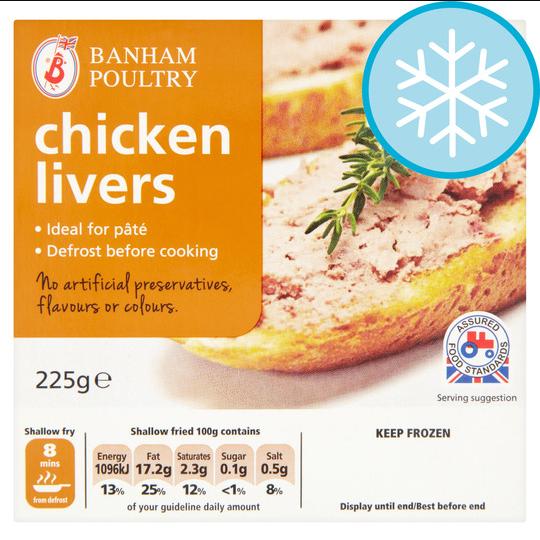 BANHAM
POULTRY
chicken
livers
• Ideal for pâté
• Defrost before cooking
No artificial preservatives,
flavours or colours.
225g ℮
ASSURED
FOOD STANDARDS
Serving suggestion
Shallow fry
8
mins
from defrost
Shallow fried 100g contains
Energy Fat Saturates Sugar Salt
1096kJ 17.2g 2.3g 0.1g 0.5g
13% 25% 12% <1% 8%
of your guideline daily amount
KEEP FROZEN
Display until end/Best before end